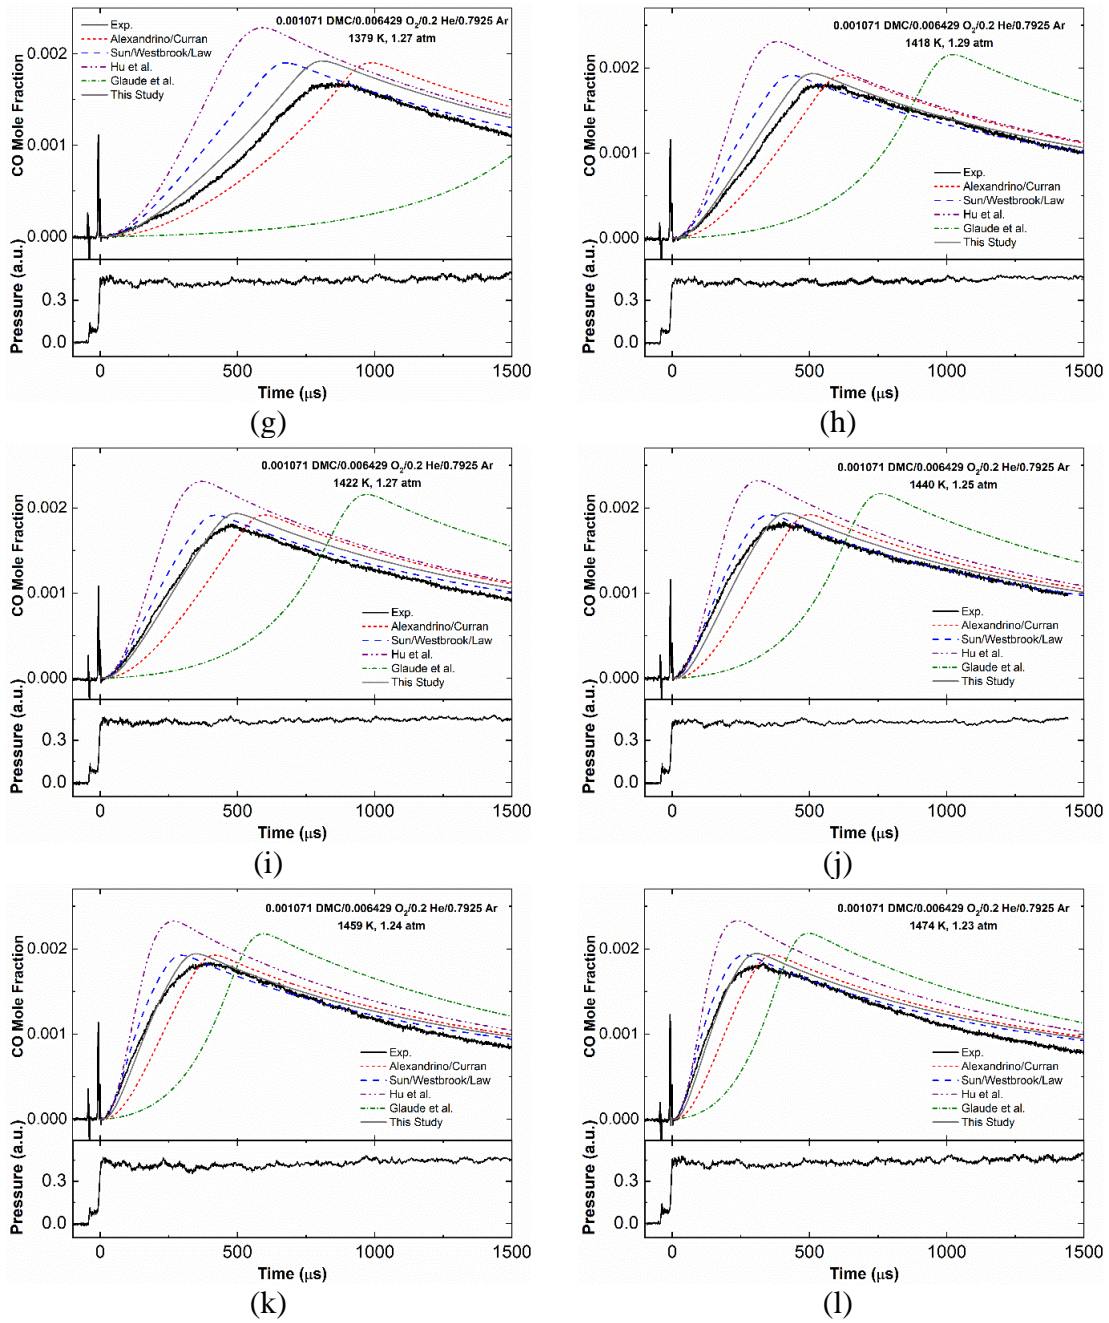 0.001071 DMC/0.006429 O2/0.2 He/0.7925 Ar
1379 K, 1.27 atm
Exp.
Alexandrino/Curran
Sun/Westbrook/Law
Hu et al.
Glaude et al.
This Study
CO Mole Fraction
0.002
0.001
0.000
Pressure (a.u.)
0.3
0.0
0
500
1000
1500
Time (μs)
(g)
0.001071 DMC/0.006429 O2/0.2 He/0.7925 Ar
1418 K, 1.29 atm
CO Mole Fraction
0.002
0.001
0.000
Exp.
Alexandrino/Curran
Sun/Westbrook/Law
Hu et al.
Glaude et al.
This Study
Pressure (a.u.)
0.3
0.0
0
500
1000
1500
Time (μs)
(h)
0.001071 DMC/0.006429 O2/0.2 He/0.7925 Ar
1422 K, 1.27 atm
CO Mole Fraction
0.002
0.001
0.000
Exp.
Alexandrino/Curran
Sun/Westbrook/Law
Hu et al.
Glaude et al.
This Study
Pressure (a.u.)
0.3
0.0
0
500
1000
1500
Time (μs)
(i)
0.001071 DMC/0.006429 O2/0.2 He/0.7925 Ar
1440 K, 1.25 atm
CO Mole Fraction
0.002
0.001
0.000
Exp.
Alexandrino/Curran
Sun/Westbrook/Law
Hu et al.
Glaude et al.
This Study
Pressure (a.u.)
0.3
0.0
0
500
1000
1500
Time (μs)
(j)
0.001071 DMC/0.006429 O2/0.2 He/0.7925 Ar
1459 K, 1.24 atm
CO Mole Fraction
0.002
0.001
0.000
Exp.
Alexandrino/Curran
Sun/Westbrook/Law
Hu et al.
Glaude et al.
This Study
Pressure (a.u.)
0.3
0.0
0
500
1000
1500
Time (μs)
(k)
0.001071 DMC/0.006429 O2/0.2 He/0.7925 Ar
1474 K, 1.23 atm
CO Mole Fraction
0.002
0.001
0.000
Exp.
Alexandrino/Curran
Sun/Westbrook/Law
Hu et al.
Glaude et al.
This Study
Pressure (a.u.)
0.3
0.0
0
500
1000
1500
Time (μs)
(l)